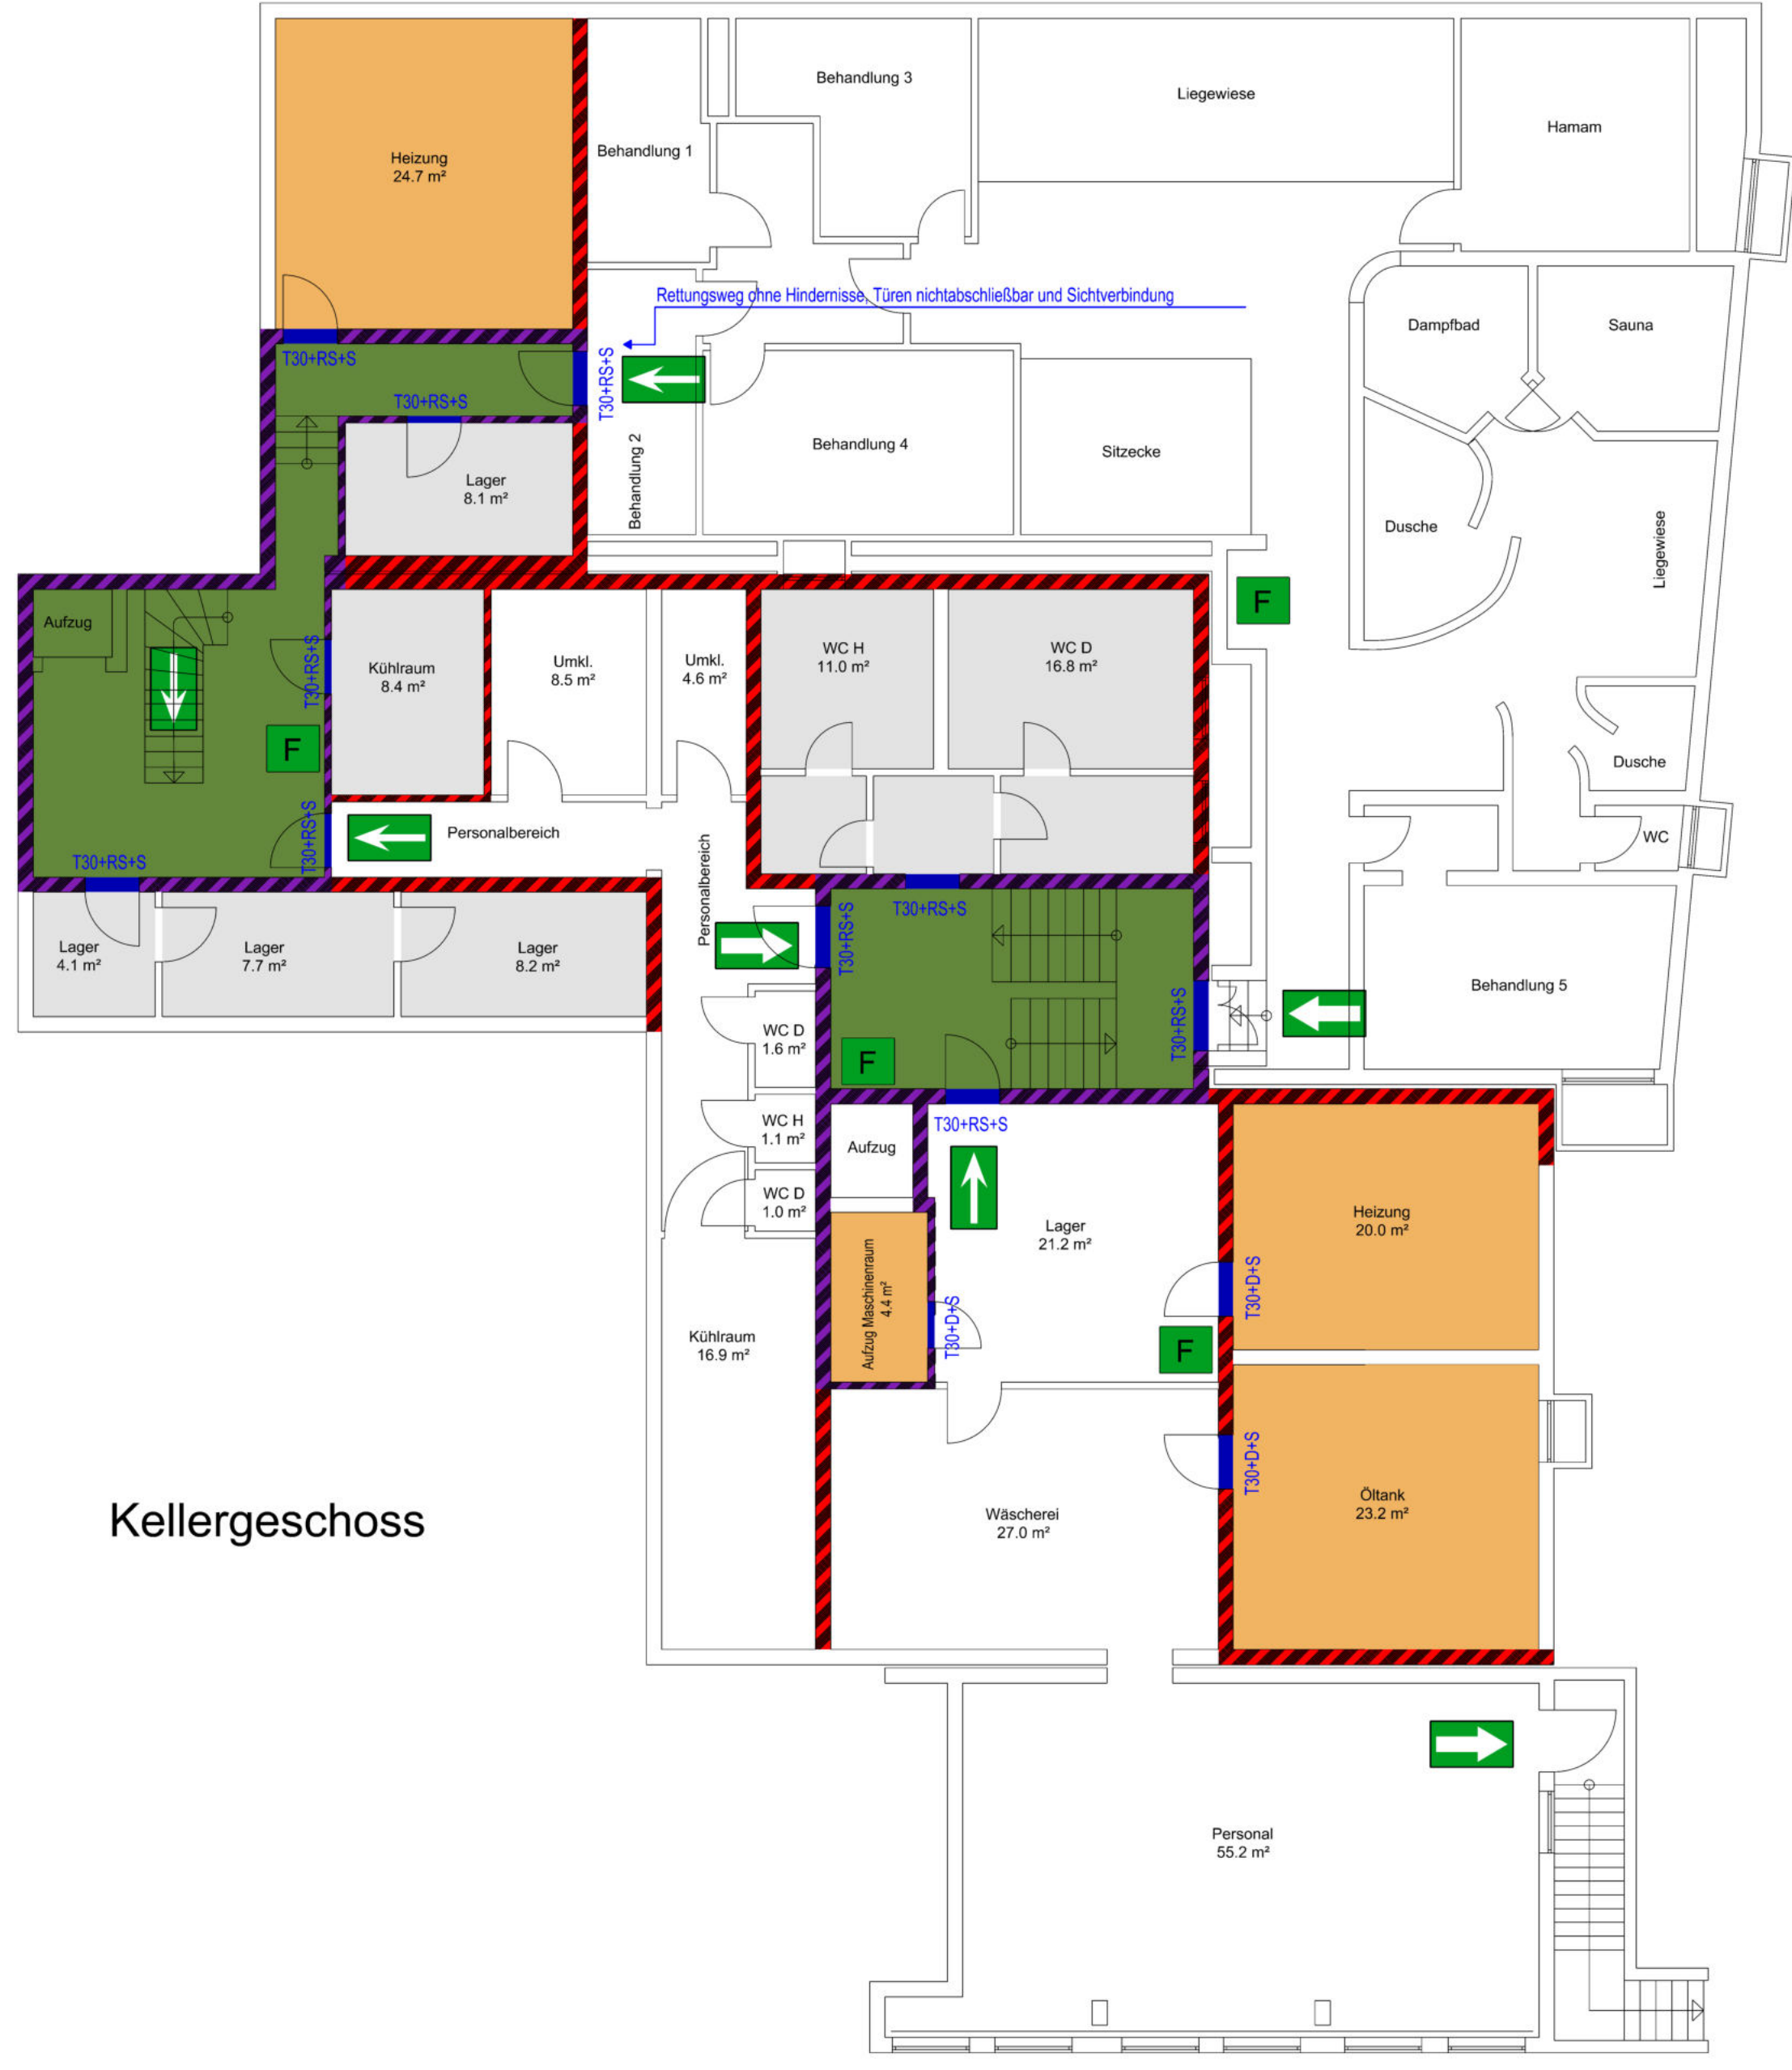 Behandlung 3
Liegewiese
Hamam
Behandlung 1
Heizung
24.7 m²
Rettungsweg ohne Hindernisse, Türen nichtabschließbar und Sichtverbindung
Dampfbad
Sauna
T30+RS+S
T30+RS+S
T30+RS+S
Behandlung 2
Behandlung 4
Sitzecke
Lager
8.1 m²
Dusche
Liegewiese
F
Aufzug
T30+RS+S
Kühlraum
8.4 m²
Umkl.
8.5 m²
Umkl.
4.6 m²
WC H
11.0 m²
WC D
16.8 m²
F
Dusche
T30+RS+S
Personalbereich
WC
T30+RS+S
Personalbereich
T30+RS+S
T30+RS+S
Lager
4.1 m²
Lager
7.7 m²
Lager
8.2 m²
Behandlung 5
T30+RS+S
WC D
1.6 m²
F
WC H
1.1 m²
T30+RS+S
Aufzug
WC D
1.0 m²
Lager
21.2 m²
Heizung
20.0 m²
Aufzug Maschinenraum
4.4 m²
T30+D+S
T30+D+S
Kühlraum
16.9 m²
F
T30+D+S
Kellergeschoss
Wäscherei
27.0 m²
Öltank
23.2 m²
Personal
55.2 m²